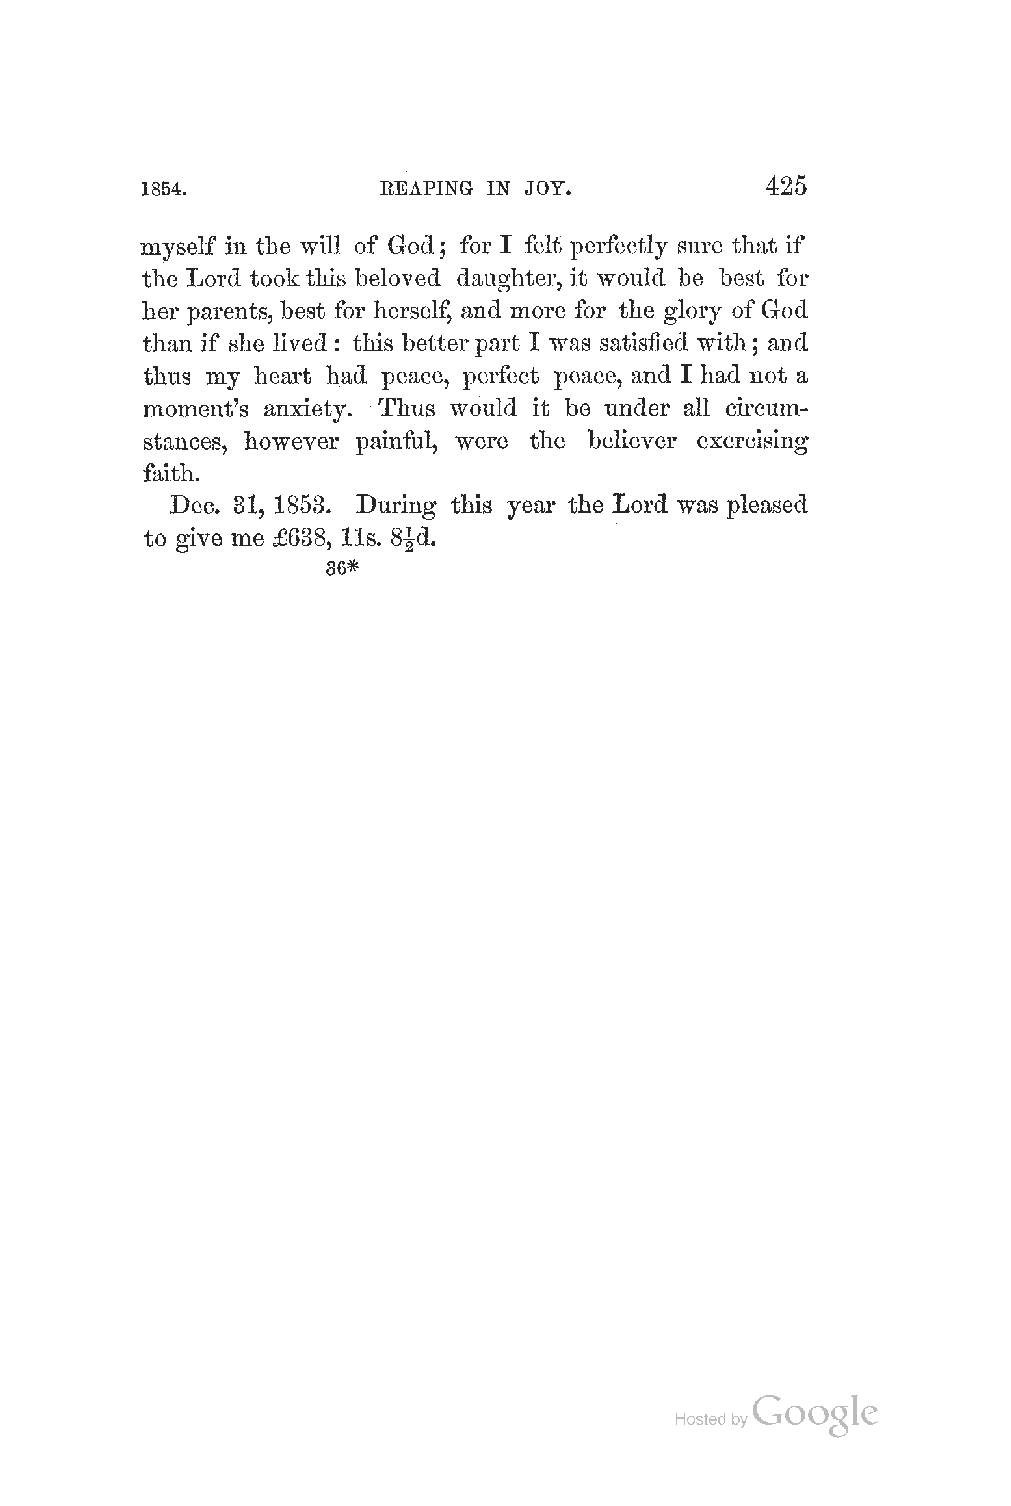 1854. REAPING IN JOY. 425
myself in the will of God; for I felt perfectly sure that if
the Lord took this beloved daughter, it would be best for
her parents, best for herself, and more for the glory of God
than if she lived: this better part I was satisfied with; and
thus my heart had peace, perfect peace, and I had not a
moment's anxiety. Thus would it be under all circum-
stances, however painful, were the believer exercising
faith.
Dec. 31, 1853. During this year the Lord was pleased
to give me £638, 11s. 8½d.
36*
Hosted by Google